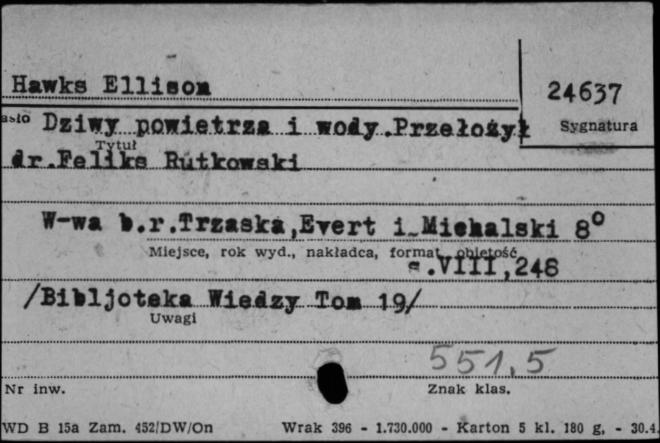 Hawks Ellison
24637
asło Dziwy powietrza i wody.Przełożył
Sygnatura
Tytuł
dr.Feliks Rutkowski
W-wa b.r.Trzaska,Evert i Michalski 8°
Miejsce, rok wyd., nakładca, format, objętość
s.VIII,248
/Bibljoteka Wiedzy Tom 19/
Uwagi
551.5
Nr inw.
Znak klas.
WD B 15a Zam. 452/DW/On Wrak 396 - 1.730.000 - Karton 5 kl. 180 g. - 30.4.